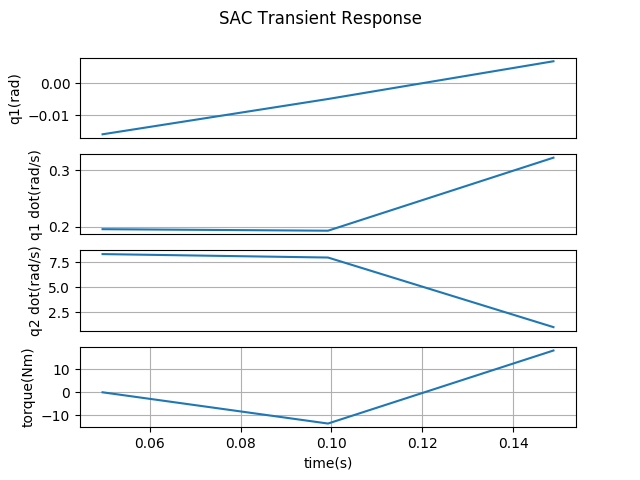 SAC Transient Response
q1(rad)
0.00
−0.01
q1 dot(rad/s)
0.3
0.2
q2 dot(rad/s)
7.5
5.0
2.5
torque(Nm)
10
0
−10
0.06 0.08 0.10 0.12 0.14
time(s)